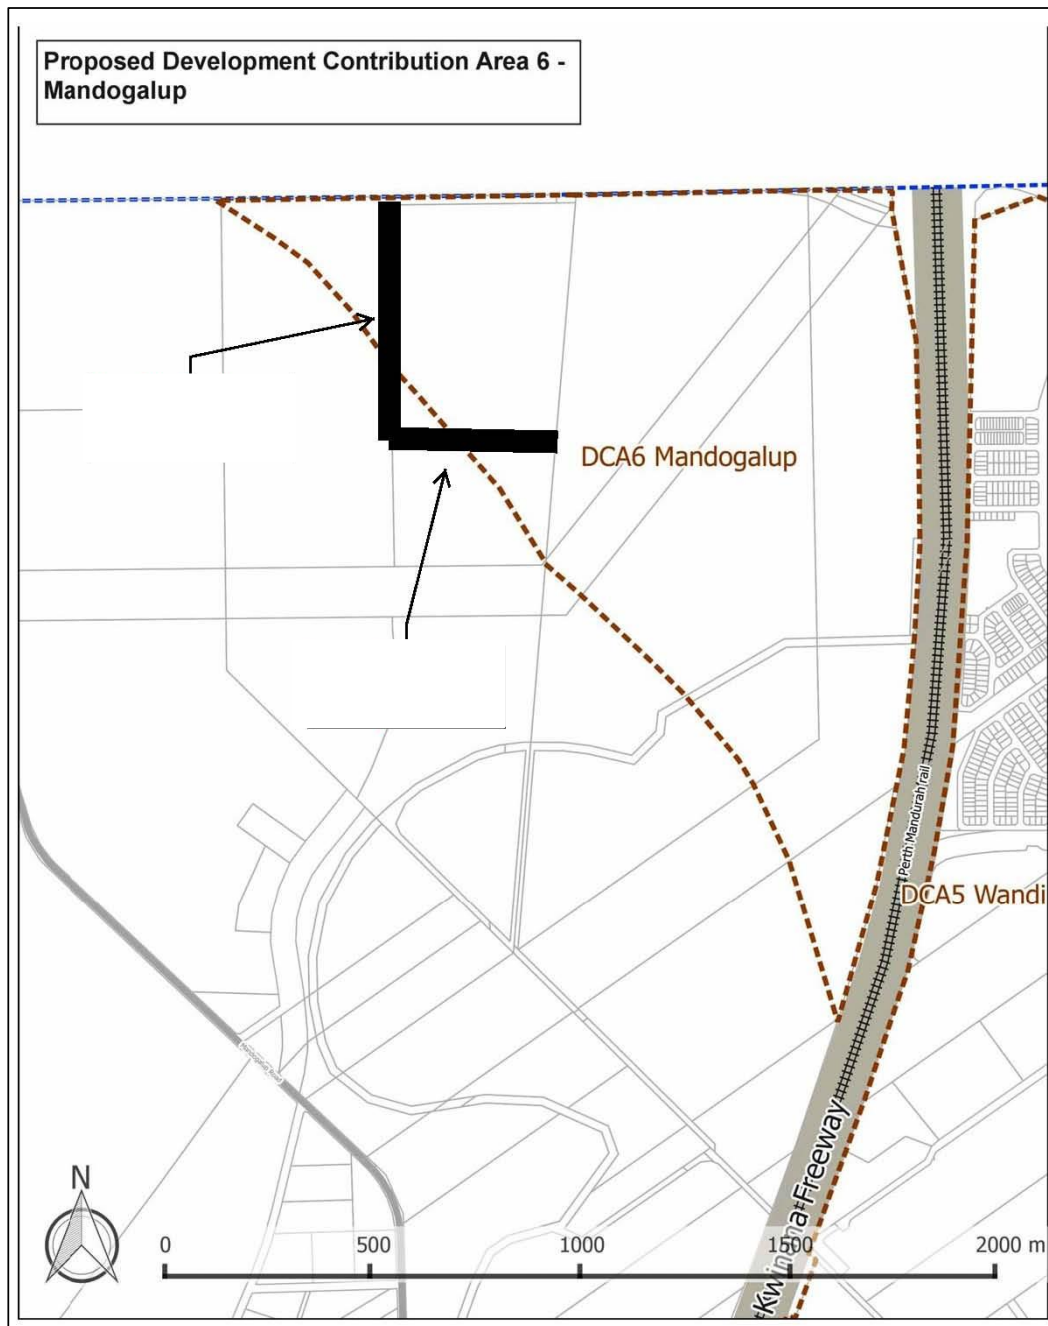 Proposed Development Contribution Area 6 -
Mandogalup
DCA6 Mandogalup
Perth Mandurah rail
DCA5 Wandi
Kwinana Freeway
N
0 500 1000 1500 2000 m